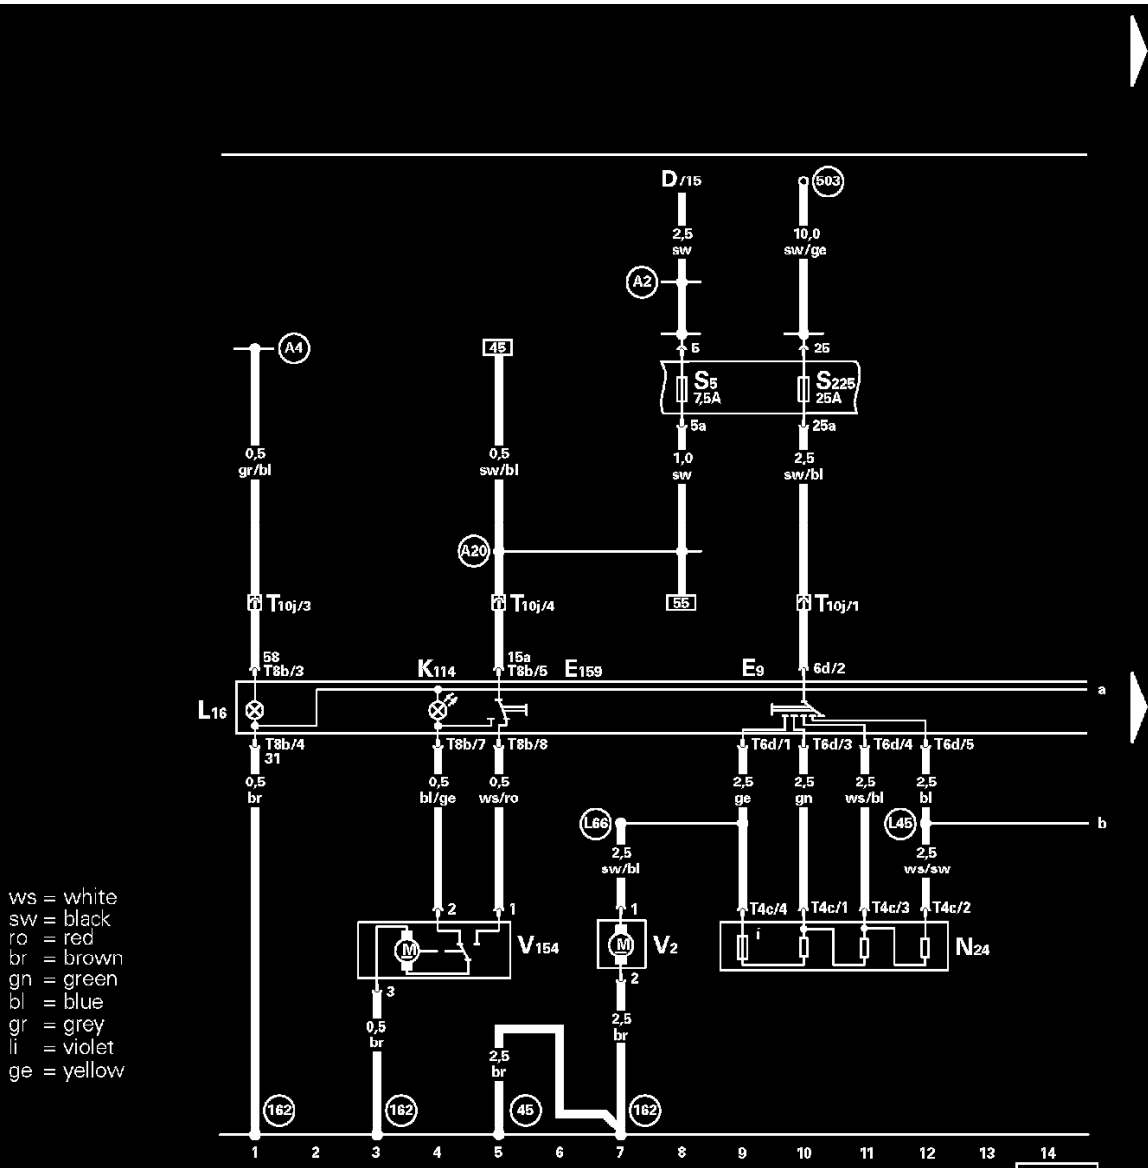 D/15
503
2,5
sw
10,0
sw/ge
A2
A4
45
5
25
S5
7,5A
S225
25A
5a
25a
0,5
gr/bl
0,5
sw/bl
1,0
sw
2,5
sw/bl
A20
T10j/3
T10j/4
55
T10j/1
58
T8b/3
K114
15a
T8b/5
E159
E9
6d/2
a
L16
T8b/4
31
T8b/7
T8b/8
T6d/1
T6d/3
T6d/4
T6d/5
0,5
br
0,5
bl/ge
0,5
ws/ro
2,5
ge
2,5
gn
2,5
ws/bl
2,5
bl
L66
L45
b
2,5
sw/bl
2,5
ws/sw
2
1
1
T4c/4
T4c/1
T4c/3
T4c/2
M
V154
M
V2
i
N24
3
2
ws = white
sw = black
ro = red
br = brown
gn = green
bl = blue
gr = grey
li = violet
ge = yellow
0,5
br
2,5
br
2,5
br
162
162
45
162
1 2 3 4 5 6 7 8 9 10 11 12 13 14